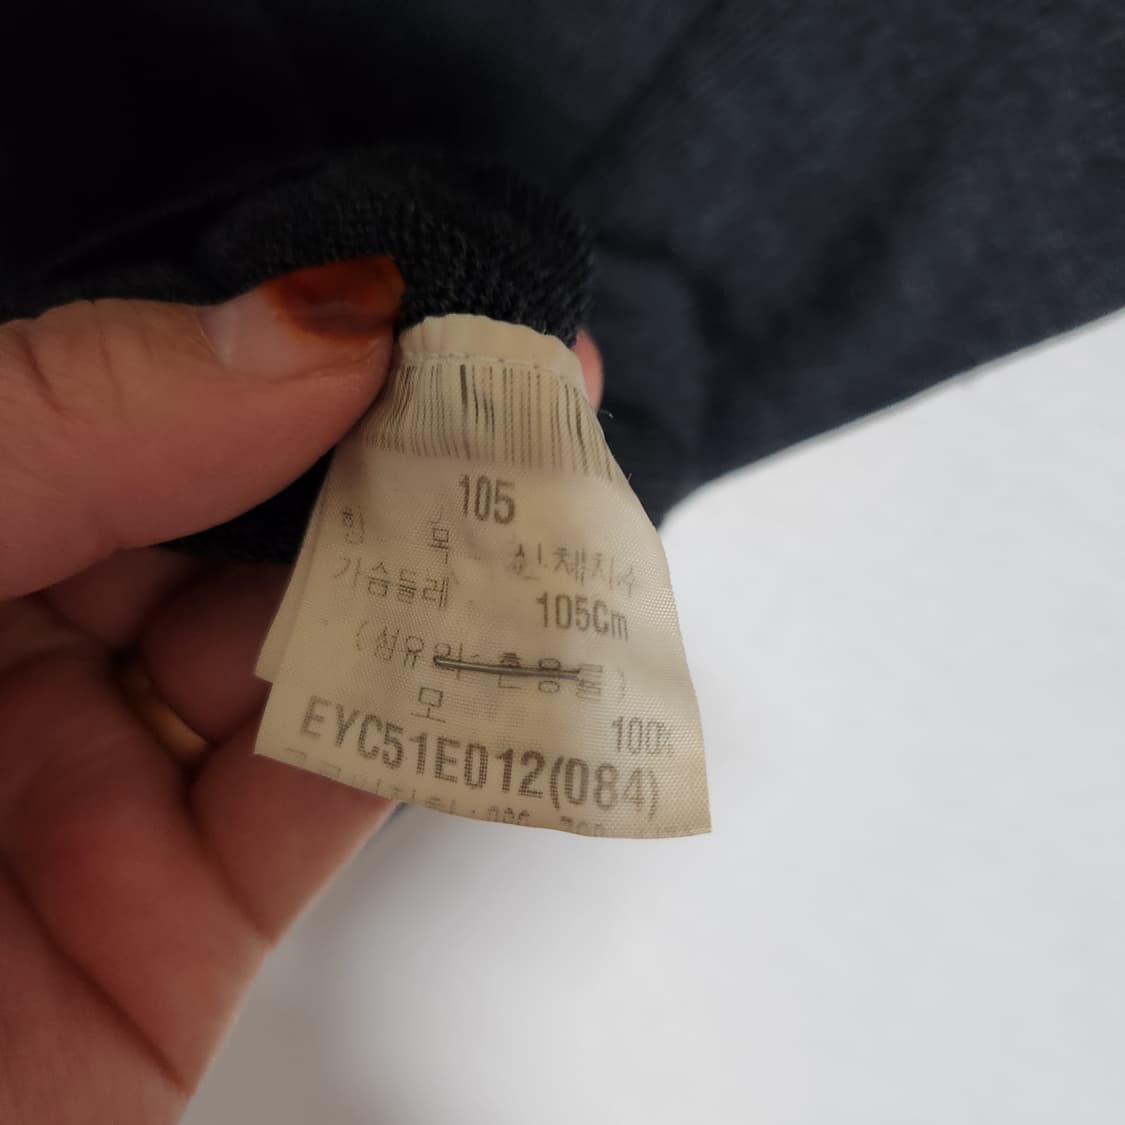 105
항 목 신체치수
가슴둘레 105Cm
(섬유의 혼용률)
모 100%
EYC51E012(084)